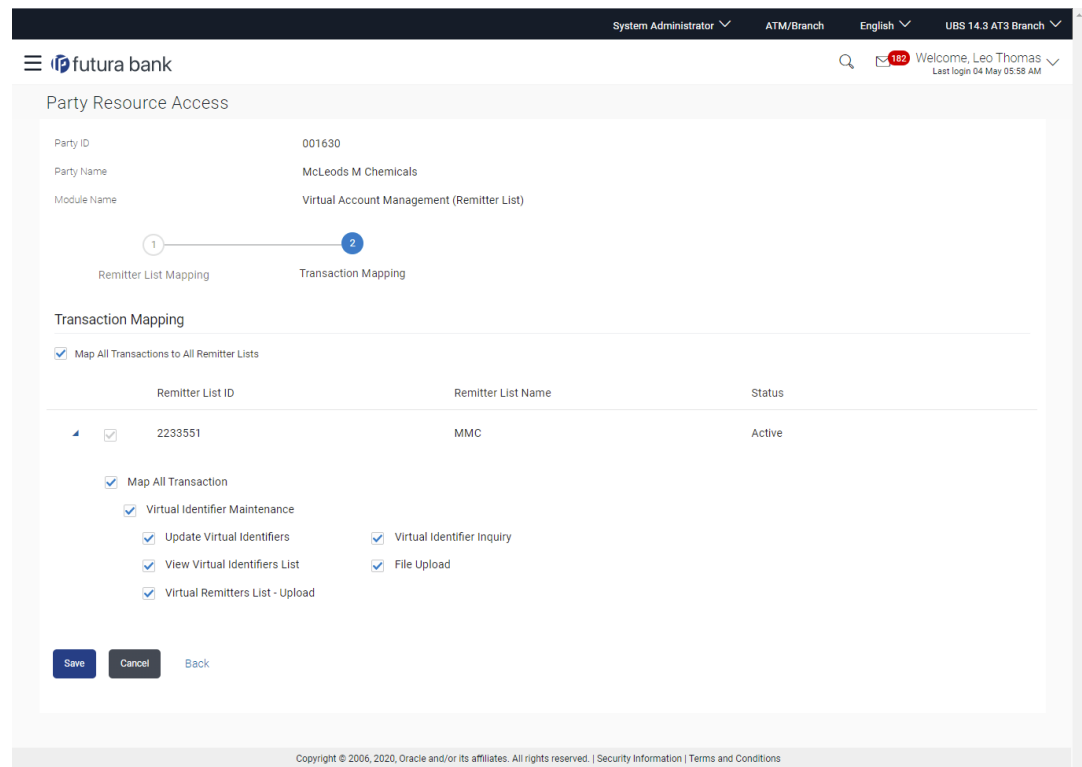 System Administrator ATM/Branch English UBS 14.3 AT3 Branch
futura bank 182 Welcome, Leo Thomas
Last login 04 May 05:58 AM
Party Resource Access
Party ID 001630
Party Name McLeods M Chemicals
Module Name Virtual Account Management (Remitter List)
1 2
Remitter List Mapping Transaction Mapping
Transaction Mapping
Map All Transactions to All Remitter Lists
Remitter List ID Remitter List Name Status
2233551 MMC Active
Map All Transaction
Virtual Identifier Maintenance
Update Virtual Identifiers Virtual Identifier Inquiry
View Virtual Identifiers List File Upload
Virtual Remitters List - Upload
Save Cancel Back
Copyright © 2006, 2020, Oracle and/or its affiliates. All rights reserved. | Security Information | Terms and Conditions